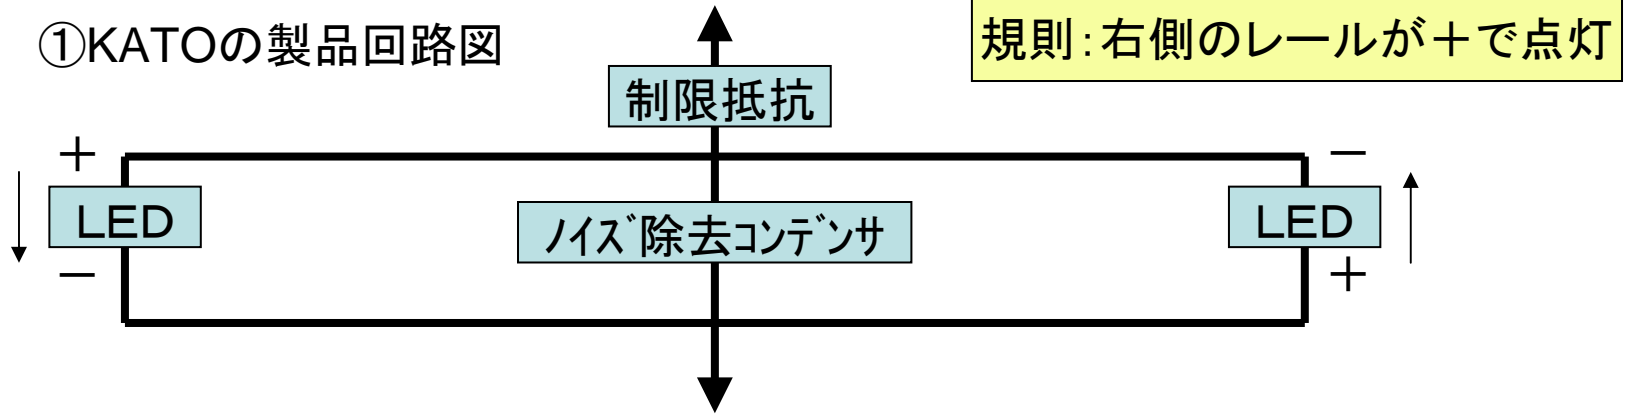 ①KATOの製品回路図
規則：右側のレールが＋で点灯
制限抵抗
＋
－
LED
ﾉｲｽﾞ除去ｺﾝﾃﾞﾝｻ
LED
－
＋